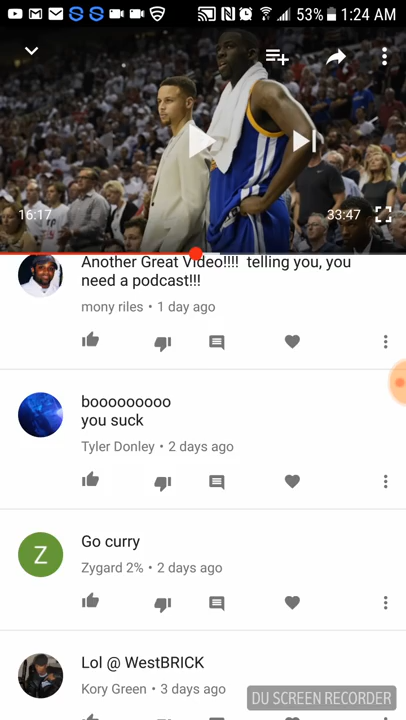 53% 1:24 AM
16:17
33:47
Another Great Video!!!! telling you, you
need a podcast!!!
mony riles • 1 day ago
booooooooo
you suck
Tyler Donley • 2 days ago
Z
Go curry
Zygard 2% • 2 days ago
Lol @ WestBRICK
Kory Green • 3 days ago
DU SCREEN RECORDER